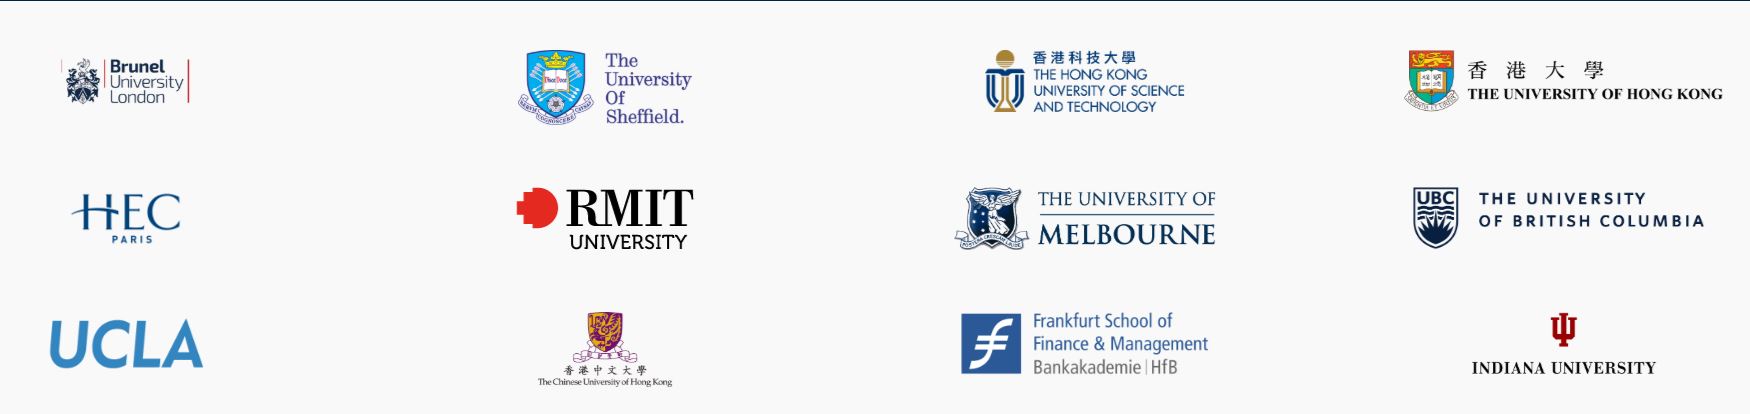 Brunel
University
London
The
University
Of
Sheffield.
香港科技大學
THE HONG KONG
UNIVERSITY OF SCIENCE
AND TECHNOLOGY
香港大學
THE UNIVERSITY OF HONG KONG
HEC
PARIS
RMIT
UNIVERSITY
THE UNIVERSITY OF
MELBOURNE
UBC
THE UNIVERSITY
OF BRITISH COLUMBIA
UCLA
香港中文大學
The Chinese University of Hong Kong
Frankfurt School of
Finance & Management
Bankakademie | HfB
INDIANA UNIVERSITY